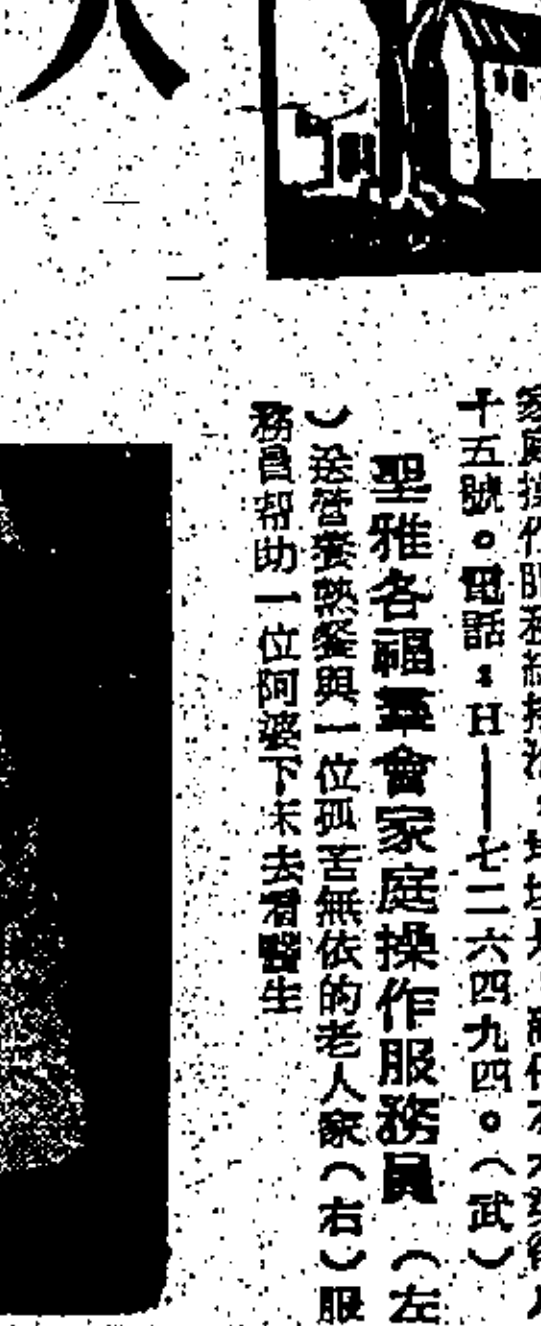 人
家庭操作服務
十五號。電話：H——七二六四九四。（武）
聖雅各福羣會家庭操作服務員（左
）送營養熱餐與一位孤苦無依的老人家（右）服
務員帮助一位阿婆下床去看醫生